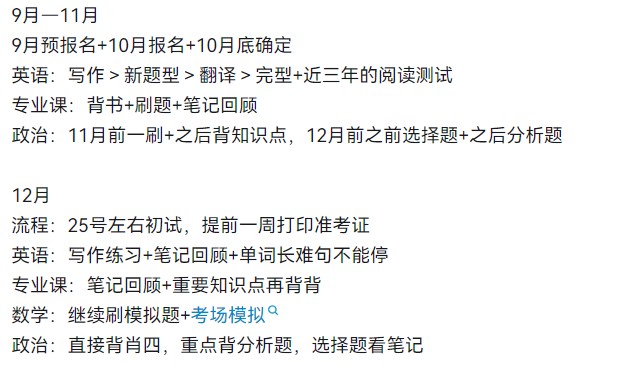 9月—11月
9月预报名+10月报名+10月底确定
英语：写作＞新题型＞翻译＞完型+近三年的阅读测试
专业课：背书+刷题+笔记回顾
政治：11月前一刷+之后背知识点，12月前之前选择题+之后分析题
12月
流程：25号左右初试，提前一周打印准考证
英语：写作练习+笔记回顾+单词长难句不能停
专业课：笔记回顾+重要知识点再背背
数学：继续刷模拟题+考场模拟
政治：直接背肖四，重点背分析题，选择题看笔记